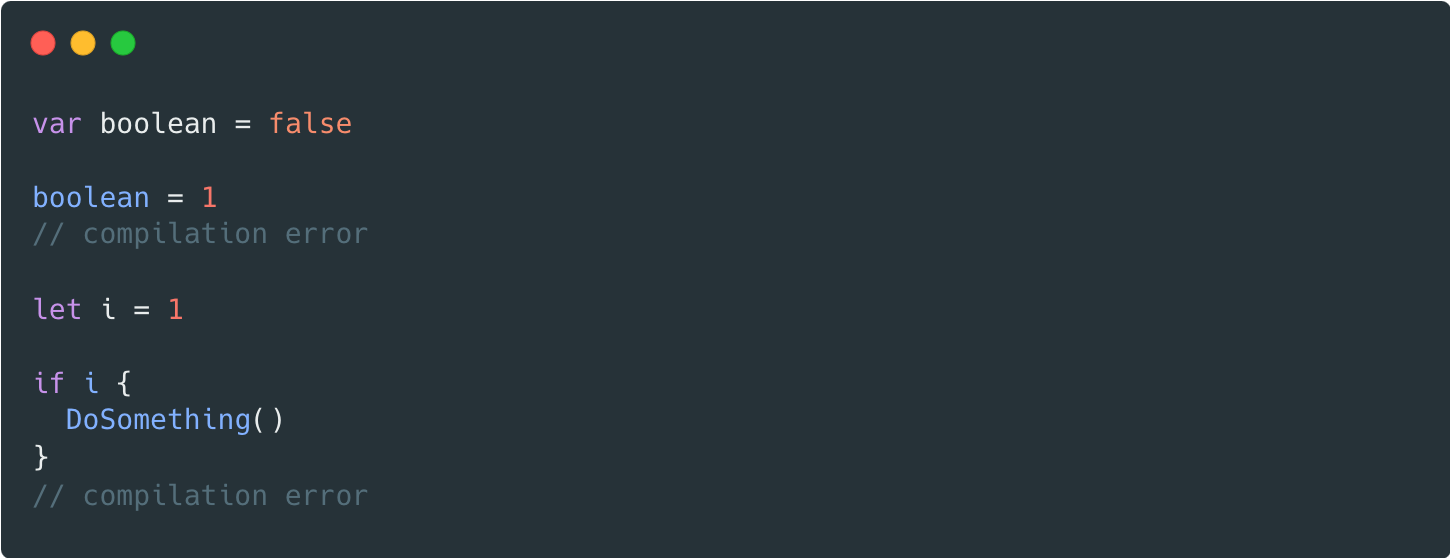 var boolean = false
boolean = 1
// compilation error
let i = 1
if i {
  DoSomething()
}
// compilation error